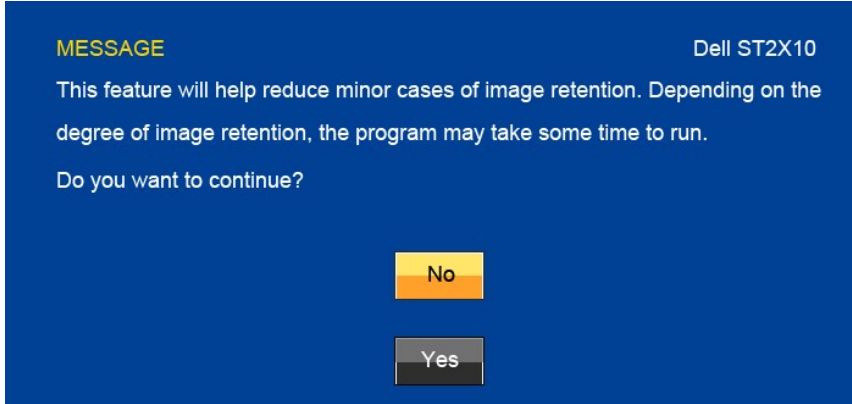 MESSAGE Dell ST2X10
This feature will help reduce minor cases of image retention. Depending on the
degree of image retention, the program may take some time to run.
Do you want to continue?
No
Yes